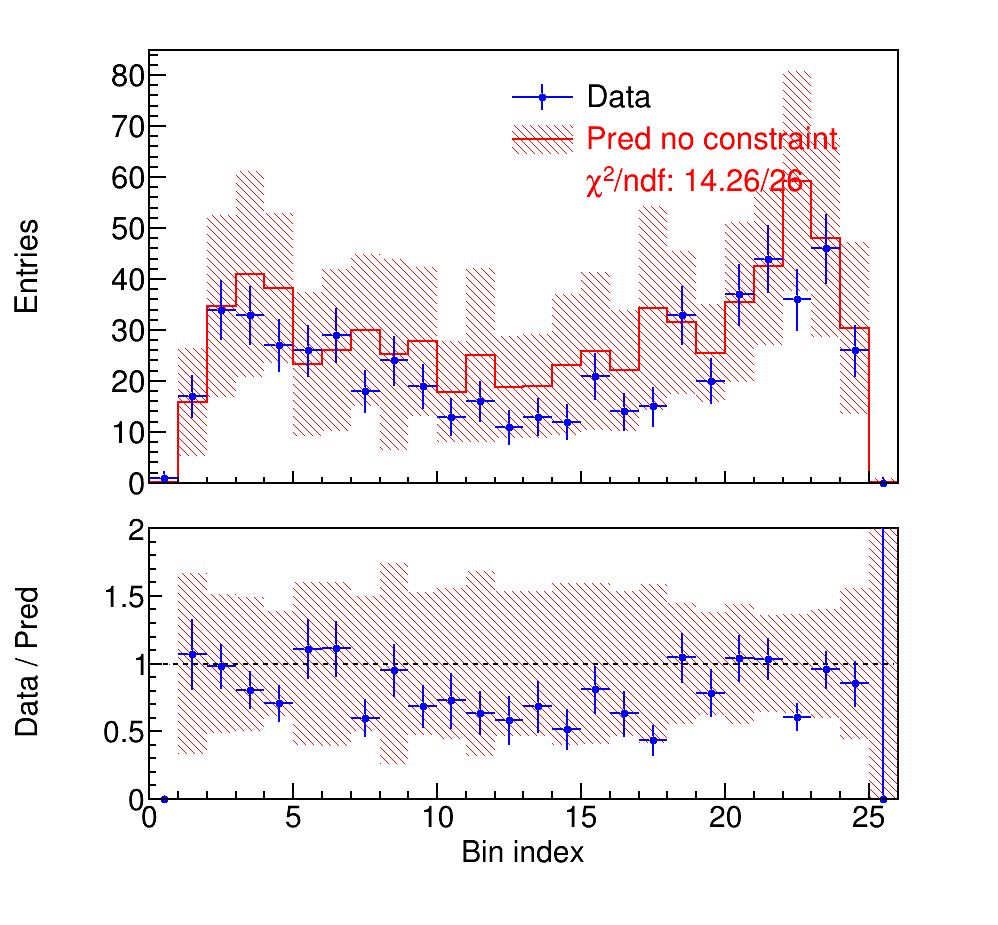 Entries
80
70
60
50
40
30
20
10
0
Data
Pred no constraint
χ²/ndf: 14.26/26
Data / Pred
2
1.5
1
0.5
0
0 5 10 15 20 25
Bin index